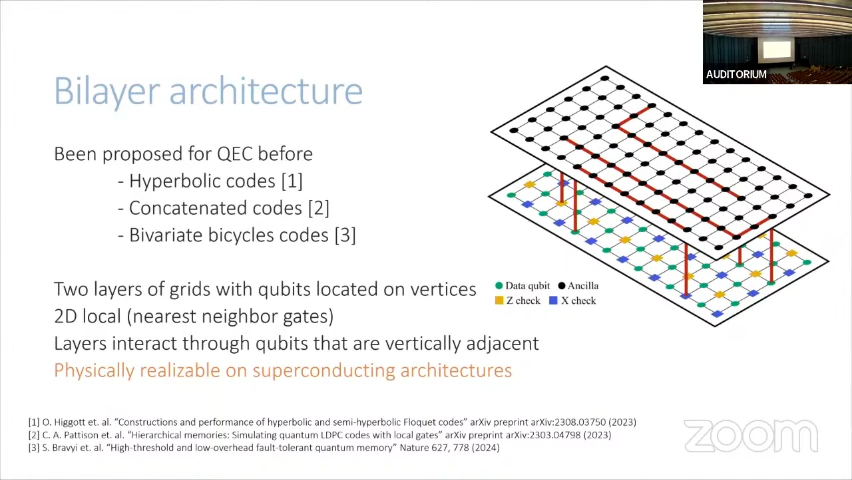 AUDITORIUM
Bilayer architecture
Been proposed for QEC before
- Hyperbolic codes [1]
- Concatenated codes [2]
- Bivariate bicycles codes [3]
Two layers of grids with qubits located on vertices
2D local (nearest neighbor gates)
Layers interact through qubits that are vertically adjacent
Physically realizable on superconducting architectures
Data qubit Ancilla
Z check X check
[1] O. Higgott et. al. "Constructions and performance of hyperbolic and semi-hyperbolic Floquet codes" arXiv preprint arXiv:2308.03750 (2023)
[2] C. A. Pattison et. al. "Hierarchical memories: Simulating quantum LDPC codes with local gates" arXiv preprint arXiv:2303.04798 (2023)
[3] S. Bravyi et. al. "High-threshold and low-overhead fault-tolerant quantum memory" Nature 627, 778 (2024)
zoom